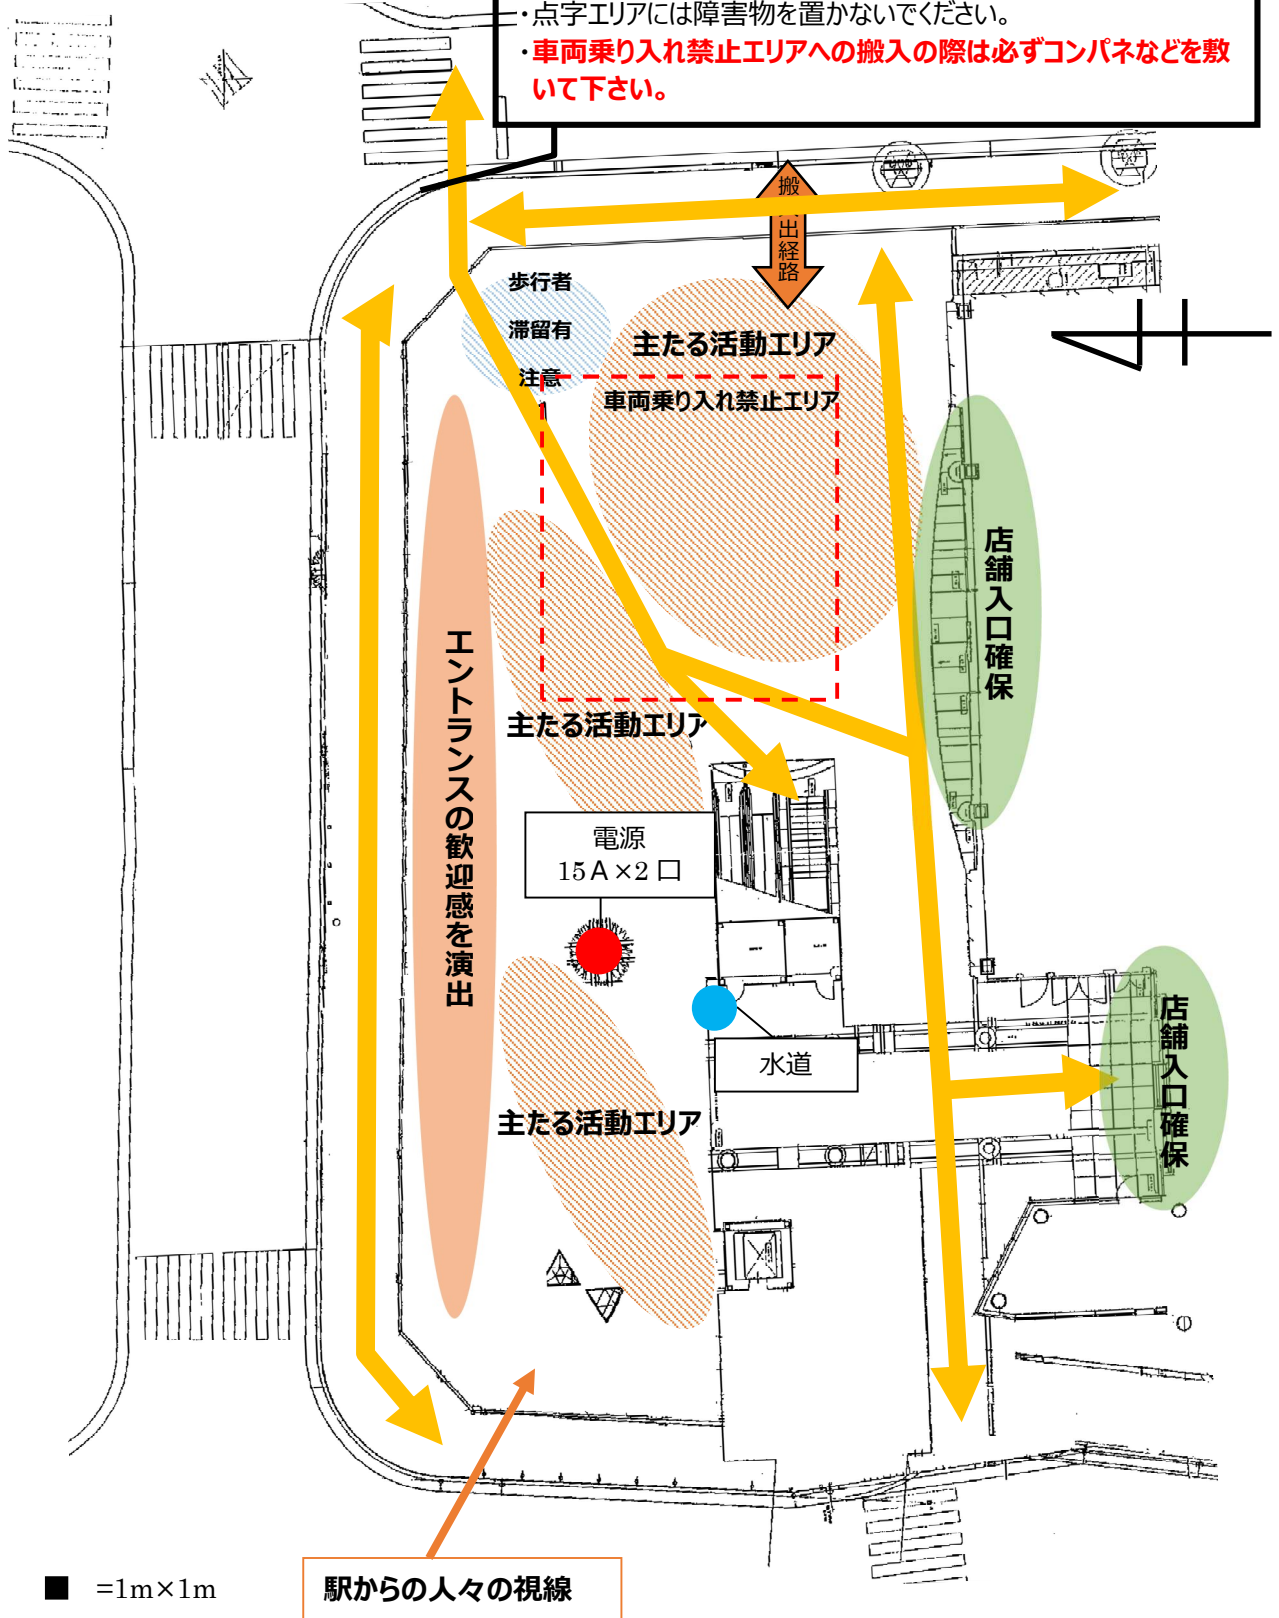 ・点字エリアには障害物を置かないでください。
・車両乗り入れ禁止エリアへの搬入の際は必ずコンパネなどを敷
いて下さい。
搬
出経路
歩行者
滞留有
注意
主たる活動エリア
車両乗り入れ禁止エリア
店舗入口確保
エントランスの歓迎感を演出
主たる活動エリア
電源
15A×2口
水道
店舗入口確保
主たる活動エリア
■ =1m×1m
駅からの人々の視線